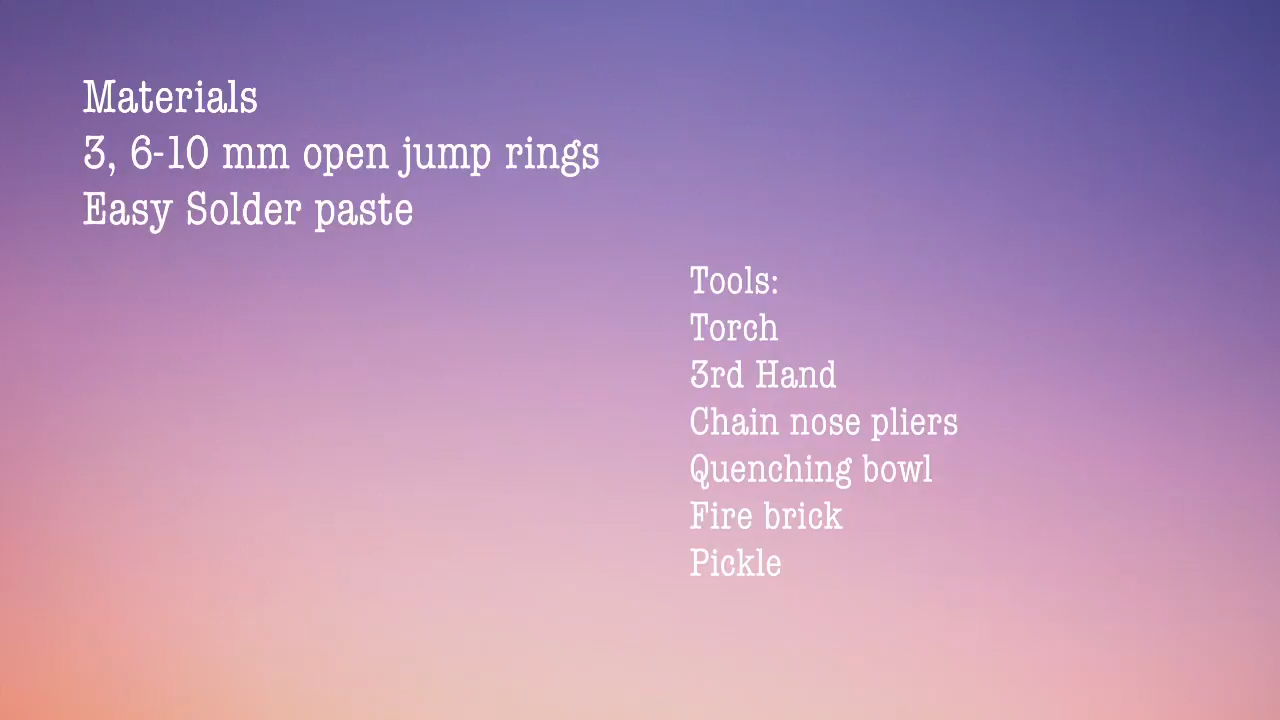 Materials
3, 6-10 mm open jump rings
Easy Solder paste
Tools:
Torch
3rd Hand
Chain nose pliers
Quenching bowl
Fire brick
Pickle